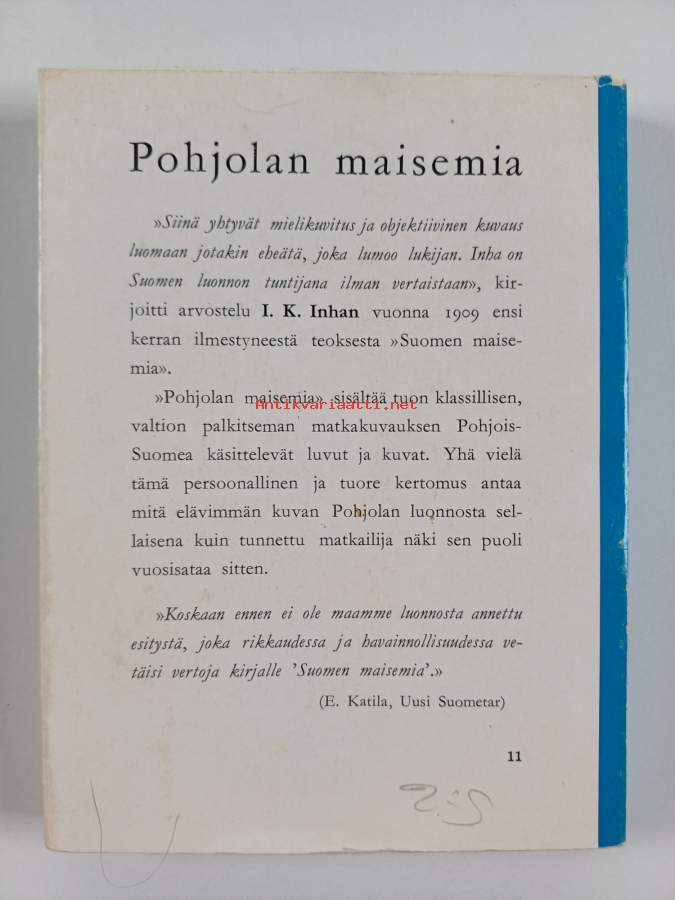 Pohjolan maisemia
»Siinä yhtyvät mielikuvitus ja objektiivinen kuvaus
luomaan jotakin eheätä, joka lumoo lukijan. Inha on
Suomen luonnon tuntijana ilman vertaistaan», kir-
joitti arvostelu I. K. Inhan vuonna 1909 ensi
kerran ilmestyneestä teoksesta »Suomen maise-
mia».
»Pohjolan maisemia» sisältää tuon klassillisen,
Antikvariaatti.net
valtion palkitseman matkakuvauksen Pohjois-
Suomea käsittelevät luvut ja kuvat. Yhä vielä
tämä persoonallinen ja tuore kertomus antaa
mitä elävimmän kuvan Pohjolan luonnosta sel-
laisena kuin tunnettu matkailija näki sen puoli
vuosisataa sitten.
»Koskaan ennen ei ole maamme luonnosta annettu
esitystä, joka rikkaudessa ja havainnollisuudessa ve-
täisi vertoja kirjalle 'Suomen maisemia'.»
(E. Katila, Uusi Suometar)
11